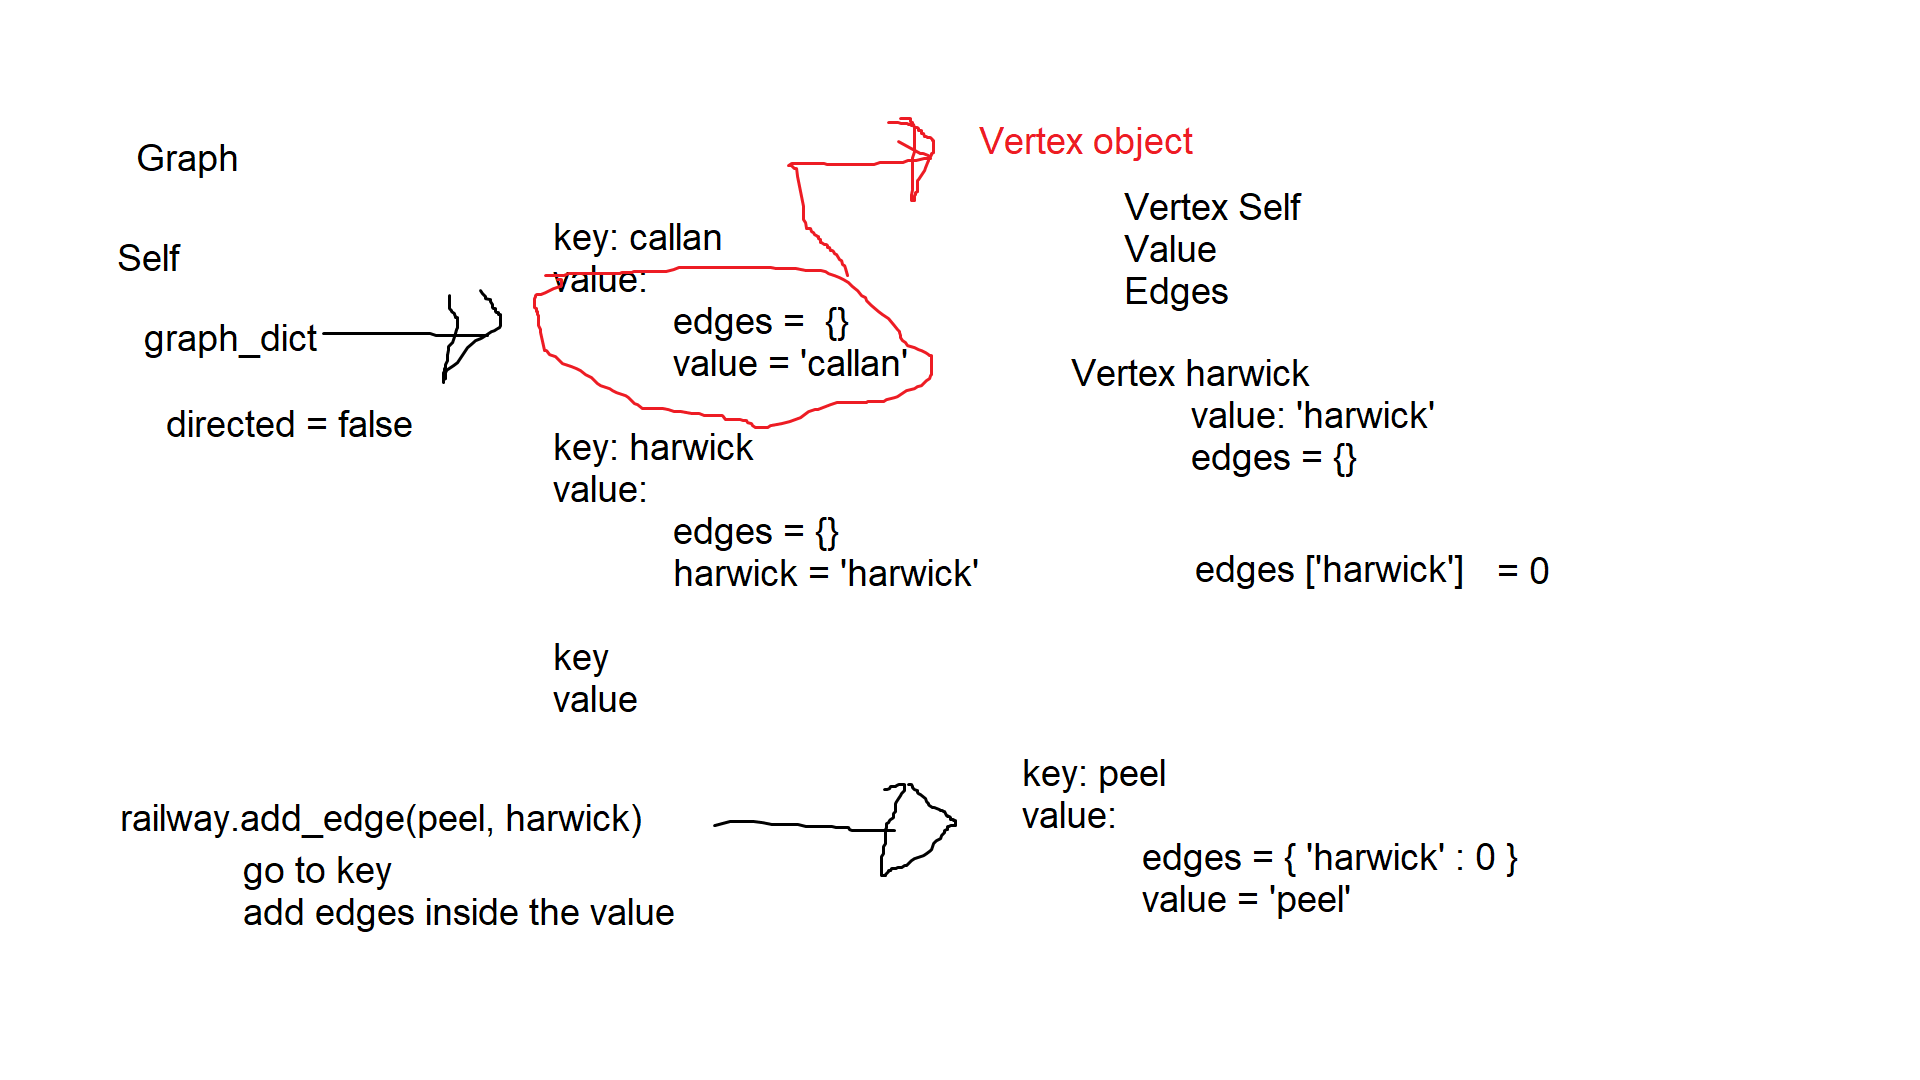 Graph
Self
graph_dict
directed = false
key: callan
value:
edges = {}
value = 'callan'
key: harwick
value:
edges = {}
harwick = 'harwick'
key
value
Vertex object
Vertex Self
Value
Edges
Vertex harwick
value: 'harwick'
edges = {}
edges ['harwick'] = 0
railway.add_edge(peel, harwick)
go to key
add edges inside the value
key: peel
value:
edges = { 'harwick' : 0 }
value = 'peel'